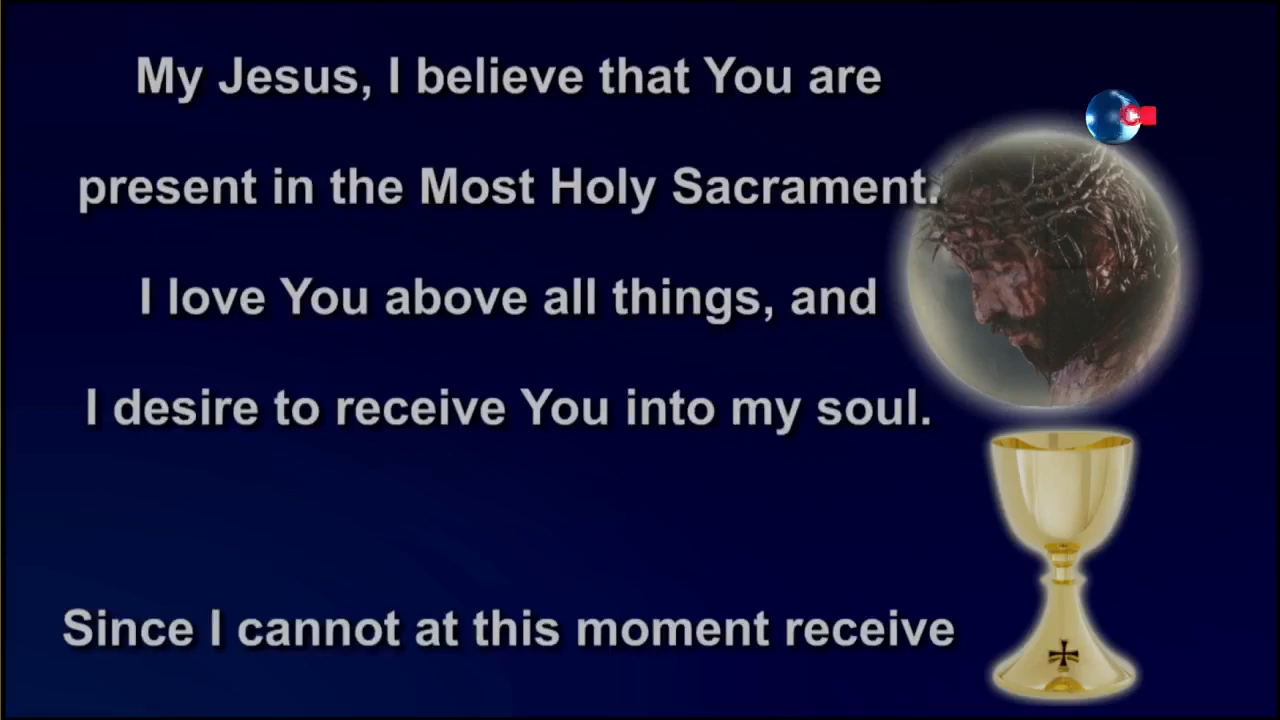 My Jesus, I believe that You are
present in the Most Holy Sacrament.
I love You above all things, and
I desire to receive You into my soul.
Since I cannot at this moment receive